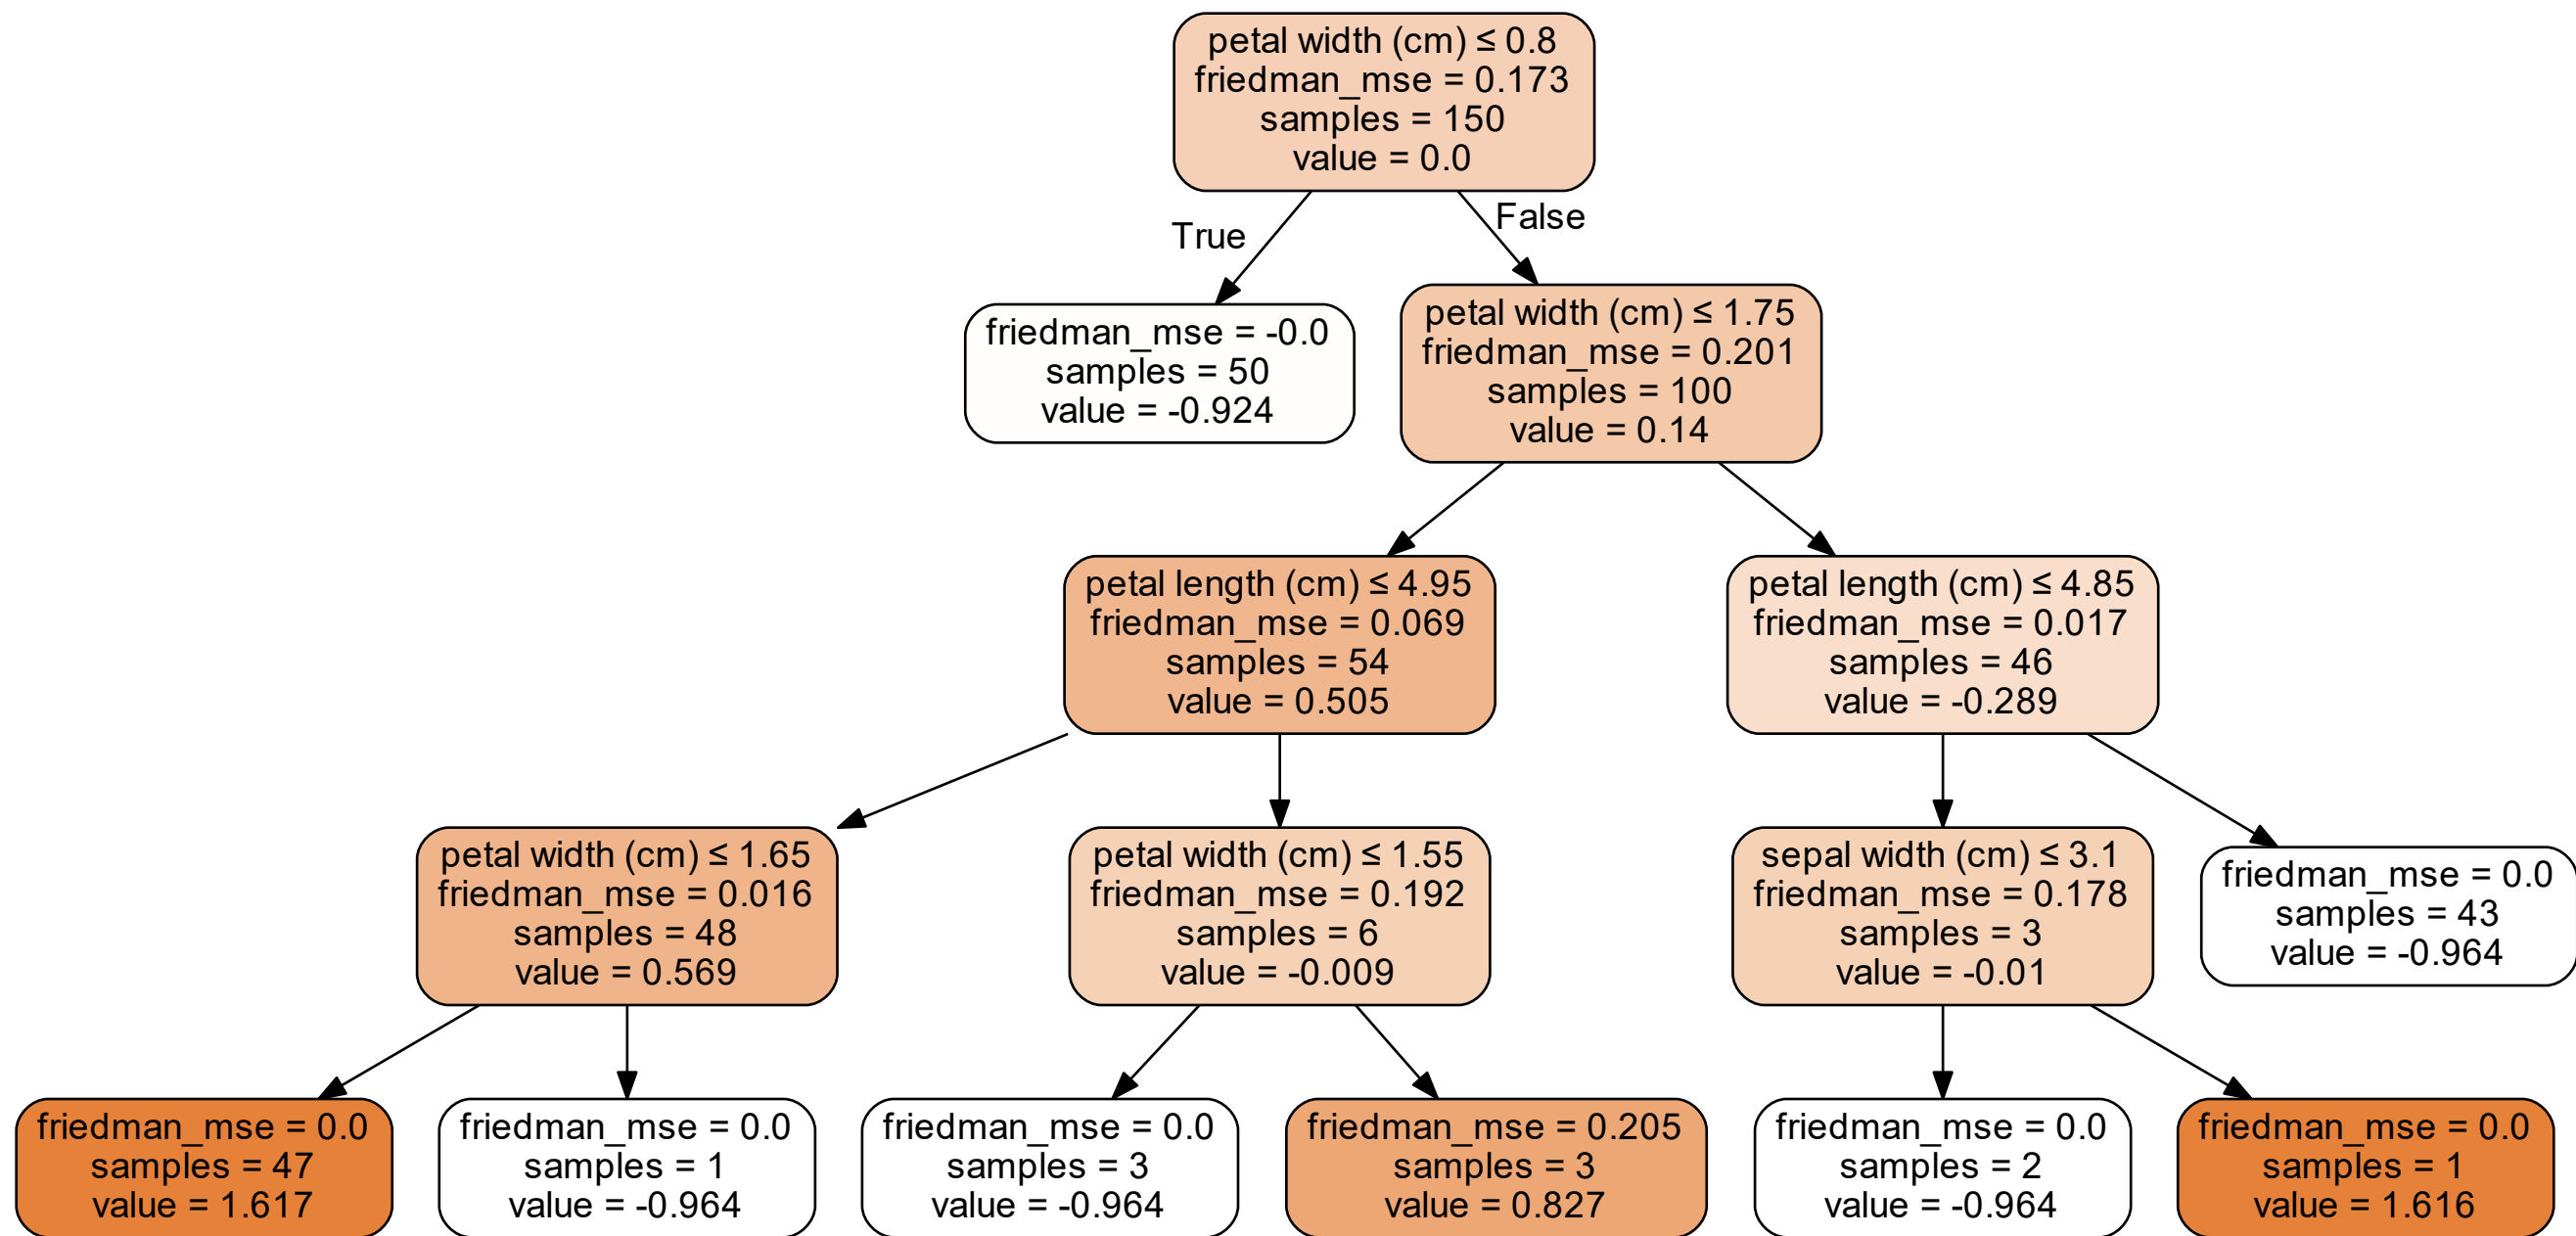 petal width (cm) ≤ 0.8
friedman_mse = 0.173
samples = 150
value = 0.0
True
False
friedman_mse = -0.0
samples = 50
value = -0.924
petal width (cm) ≤ 1.75
friedman_mse = 0.201
samples = 100
value = 0.14
petal length (cm) ≤ 4.95
friedman_mse = 0.069
samples = 54
value = 0.505
petal length (cm) ≤ 4.85
friedman_mse = 0.017
samples = 46
value = -0.289
petal width (cm) ≤ 1.65
friedman_mse = 0.016
samples = 48
value = 0.569
petal width (cm) ≤ 1.55
friedman_mse = 0.192
samples = 6
value = -0.009
sepal width (cm) ≤ 3.1
friedman_mse = 0.178
samples = 3
value = -0.01
friedman_mse = 0.0
samples = 43
value = -0.964
friedman_mse = 0.0
samples = 47
value = 1.617
friedman_mse = 0.0
samples = 1
value = -0.964
friedman_mse = 0.0
samples = 3
value = -0.964
friedman_mse = 0.205
samples = 3
value = 0.827
friedman_mse = 0.0
samples = 2
value = -0.964
friedman_mse = 0.0
samples = 1
value = 1.616